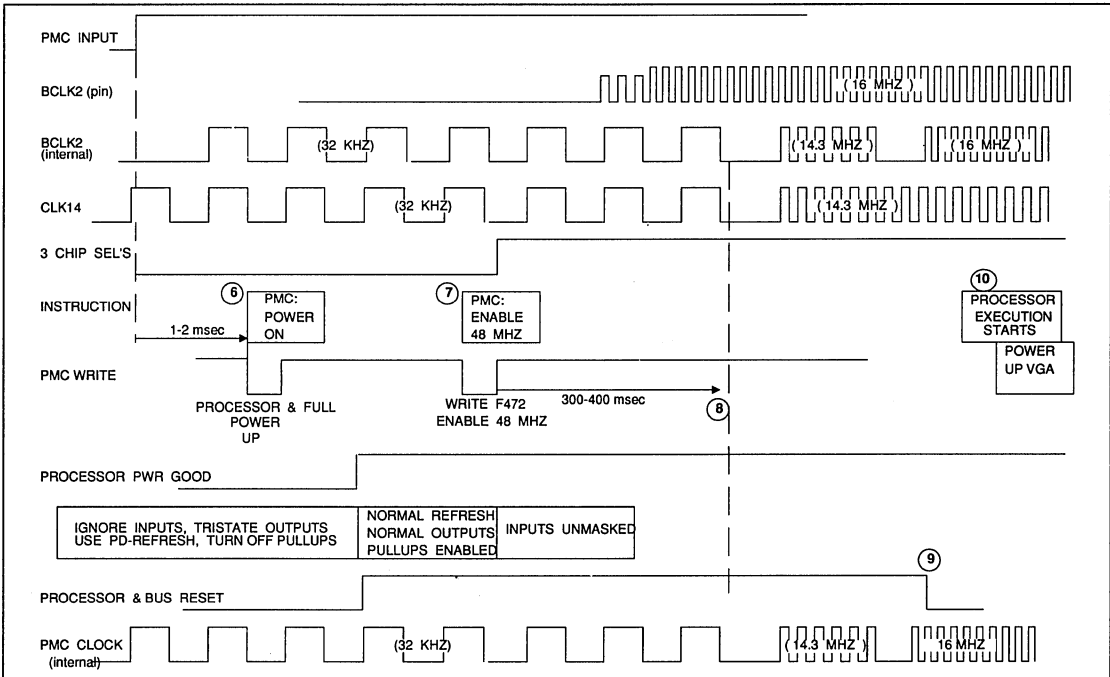 PMC INPUT
BCLK2 (pin)
( 16 MHZ )
BCLK2
(internal)
(32 KHZ)
( 14.3 MHZ )
( 16 MHZ )
CLK14
(32 KHZ)
( 14.3 MHZ )
3 CHIP SEL'S
INSTRUCTION
1-2 msec
6
PMC:
POWER
ON
7
PMC:
ENABLE
48 MHZ
10
PROCESSOR
EXECUTION
STARTS
POWER
UP VGA
PMC WRITE
PROCESSOR & FULL
POWER
UP
WRITE F472
ENABLE 48 MHZ
300-400 msec
8
PROCESSOR PWR GOOD
IGNORE INPUTS, TRISTATE OUTPUTS
USE PD-REFRESH, TURN OFF PULLUPS
NORMAL REFRESH
NORMAL OUTPUTS
PULLUPS ENABLED
INPUTS UNMASKED
9
PROCESSOR & BUS RESET
PMC CLOCK
(internal)
(32 KHZ)
( 14.3 MHZ )
16 MHZ